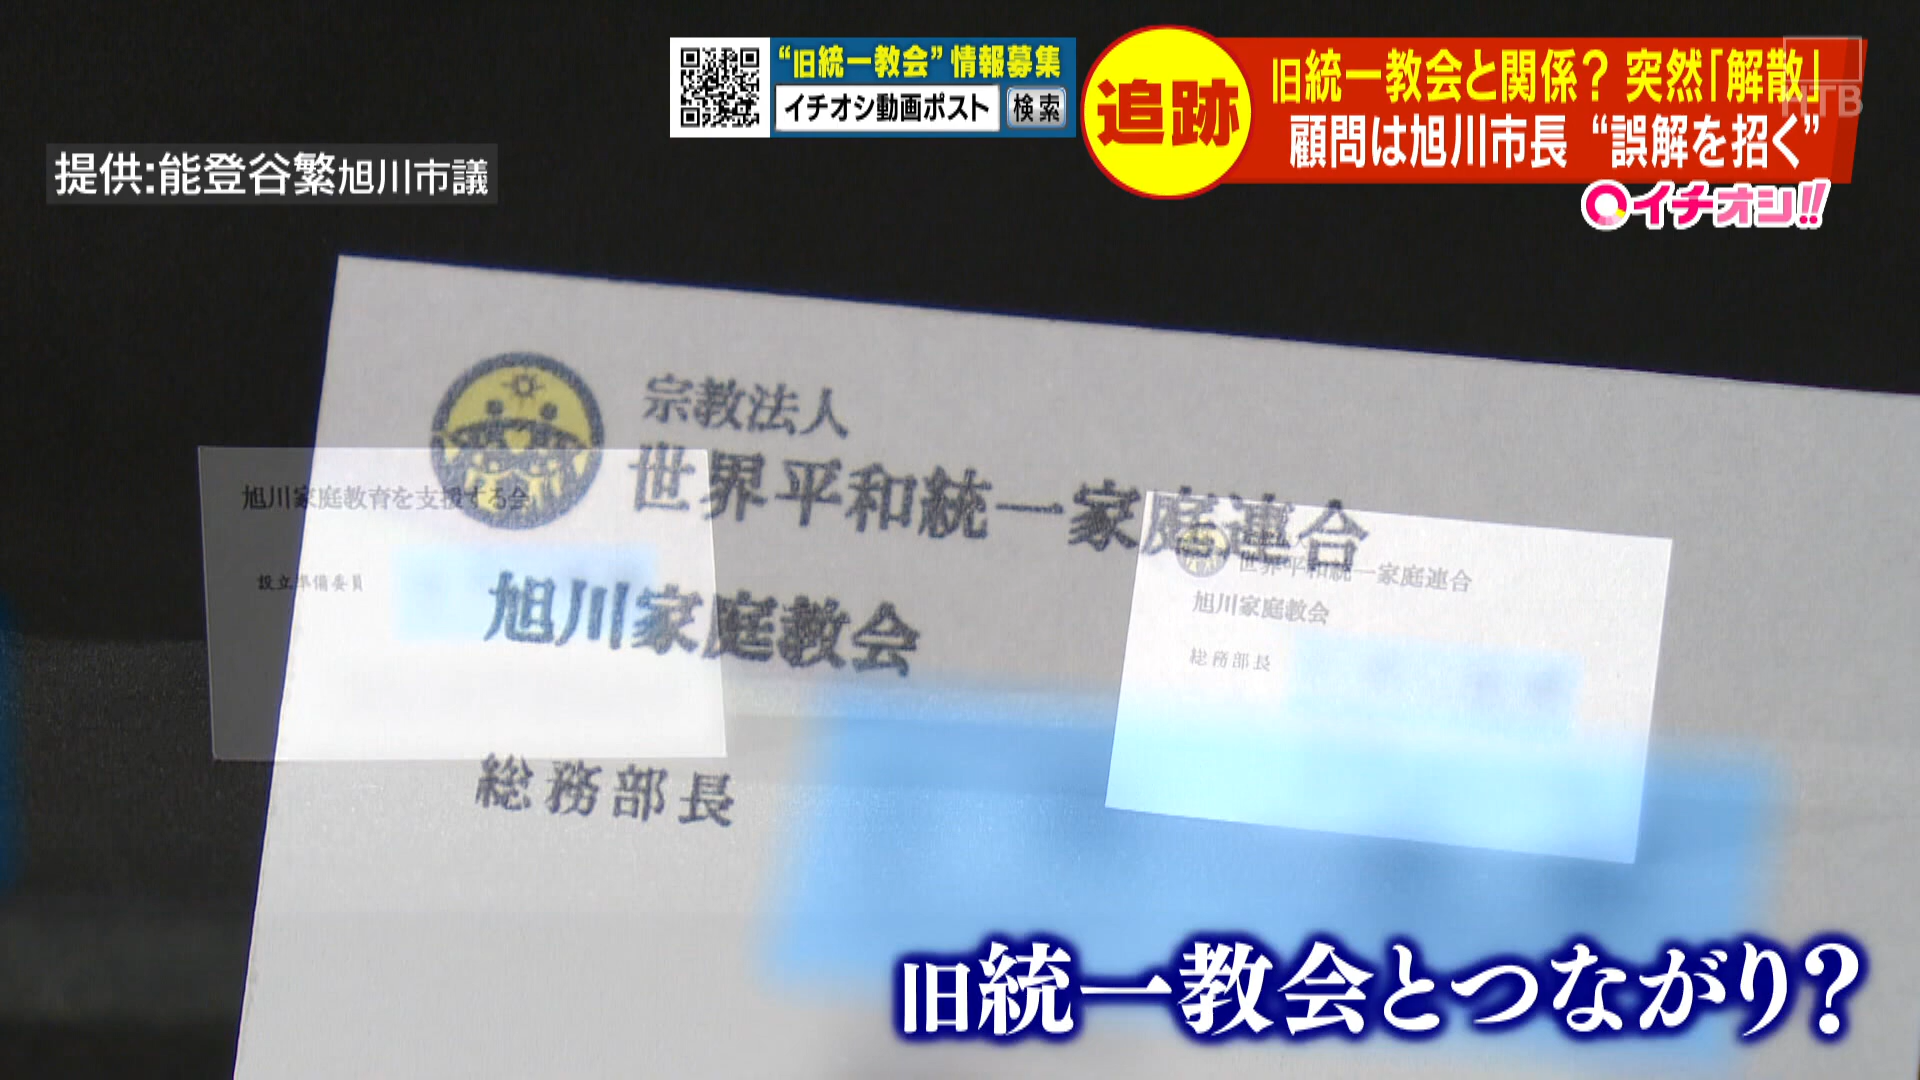 “旧統一教会”情報募集
イチオシ動画ポスト 検索
追跡
旧統一教会と関係？ 突然「解散」
顧問は旭川市長 “誤解を招く”
HTB
イチオシ!!
提供:能登谷繁旭川市議
宗教法人
世界平和統一家庭連合
旭川家庭教会
総務部長
旭川家庭教育を支援する会
設立準備委員
世界平和統一家庭連合
旭川家庭教会
総務部長
旧統一教会とつながり？